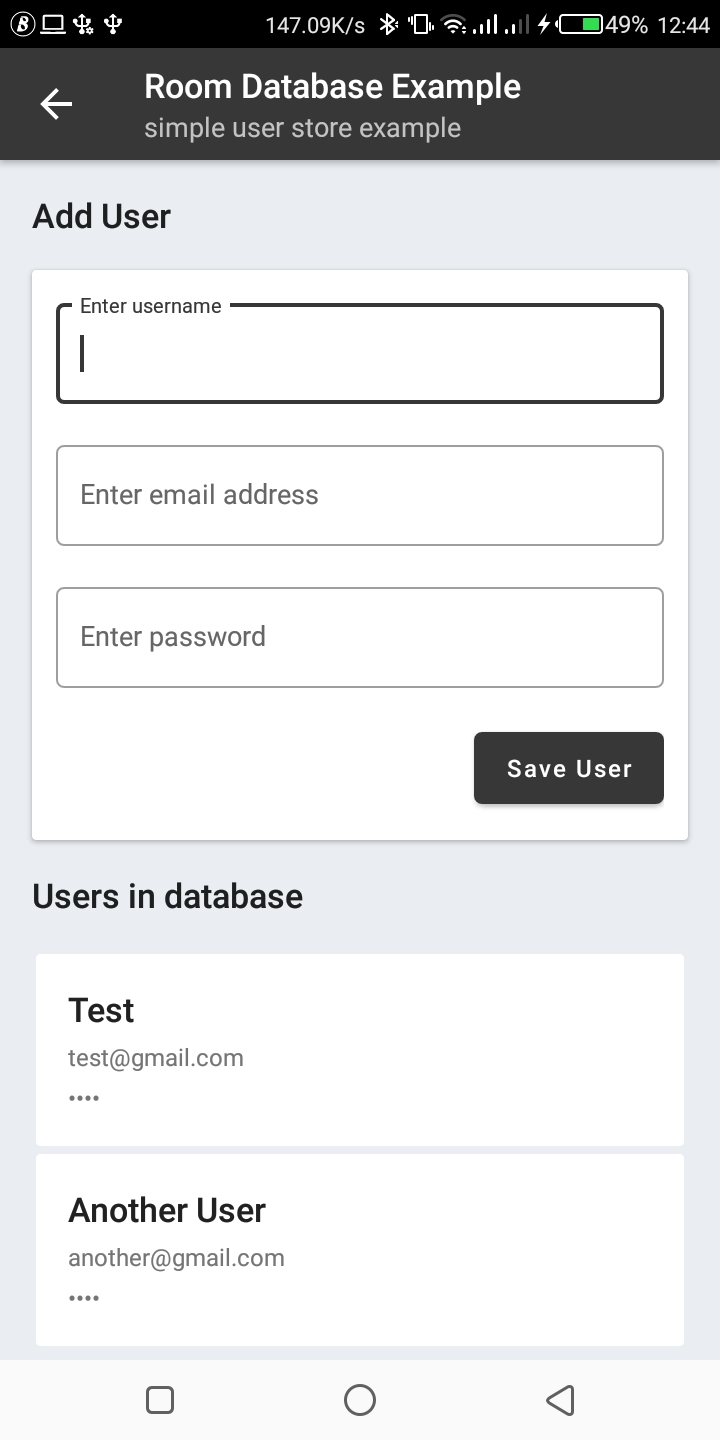 147.09K/s 49% 12:44
Room Database Example
simple user store example
Add User
Enter username
Enter email address
Enter password
Save User
Users in database
Test
test@gmail.com
••••
Another User
another@gmail.com
••••